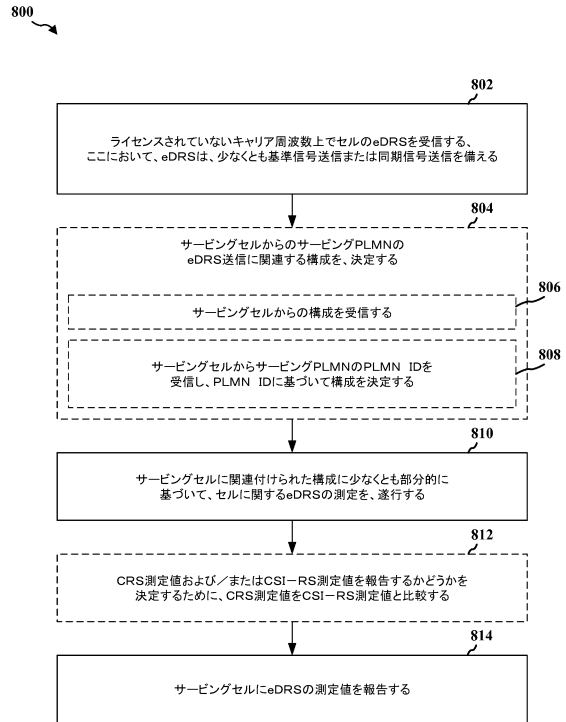 800
802
ライセンスされていないキャリア周波数上でセルのeDRSを受信する、
ここにおいて、eDRSは、少なくとも基準信号送信または同期信号送信を備える
804
サービングセルからのサービングPLMNの
eDRS送信に関連する構成を、決定する
806
サービングセルからの構成を受信する
808
サービングセルからサービングPLMNのPLMN IDを
受信し、PLMN IDに基づいて構成を決定する
810
サービングセルに関連付けられた構成に少なくとも部分的に
基づいて、セルに関するeDRSの測定を、遂行する
812
CRS測定値および／またはCSI－RS測定値を報告するかどうかを
決定するために、CRS測定値をCSI－RS測定値と比較する
814
サービングセルにeDRSの測定値を報告する